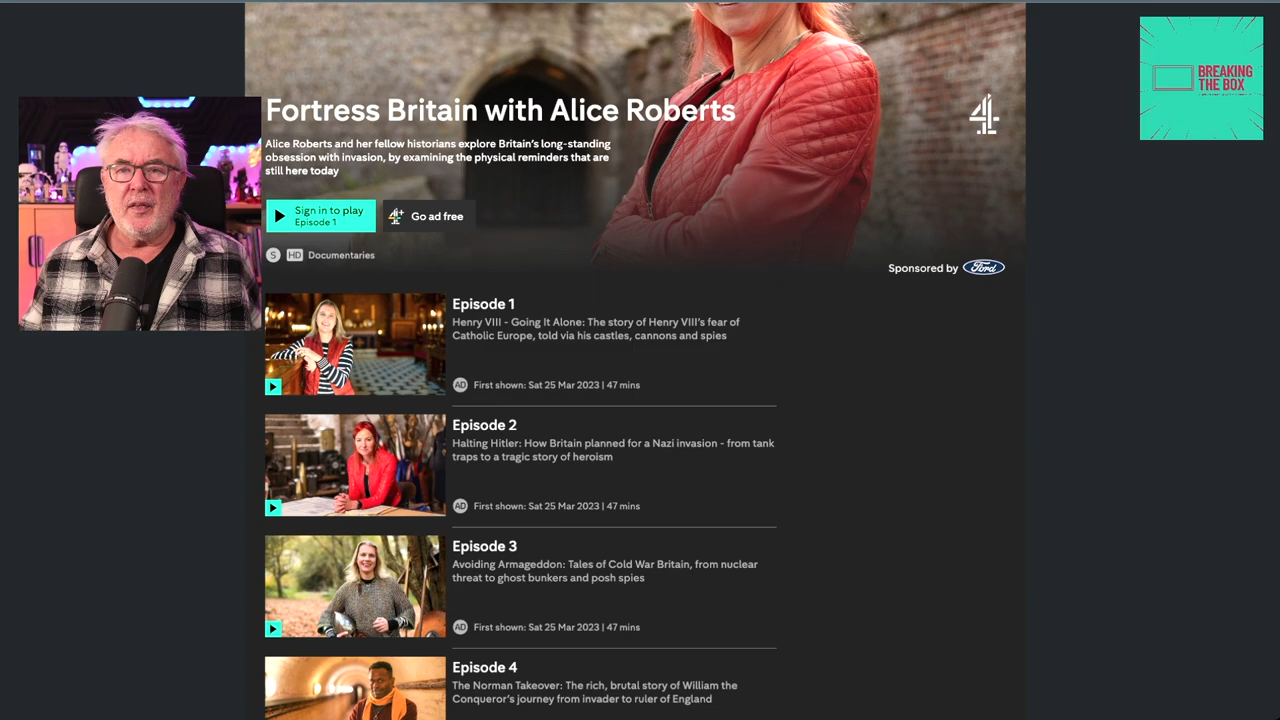 BREAKING
THE BOX
Fortress Britain with Alice Roberts
4
Alice Roberts and her fellow historians explore Britain's long-standing
obsession with invasion, by examining the physical reminders that are
still here today
Sign in to play
Episode 1
4+ Go ad free
S HD Documentaries
Sponsored by Ford
Episode 1
Henry VIII - Going It Alone: The story of Henry VIII's fear of
Catholic Europe, told via his castles, cannons and spies
AD First shown: Sat 25 Mar 2023 | 47 mins
Episode 2
Halting Hitler: How Britain planned for a Nazi invasion - from tank
traps to a tragic story of heroism
AD First shown: Sat 25 Mar 2023 | 47 mins
Episode 3
Avoiding Armageddon: Tales of Cold War Britain, from nuclear
threat to ghost bunkers and posh spies
AD First shown: Sat 25 Mar 2023 | 47 mins
Episode 4
The Norman Takeover: The rich, brutal story of William the
Conqueror's journey from invader to ruler of England